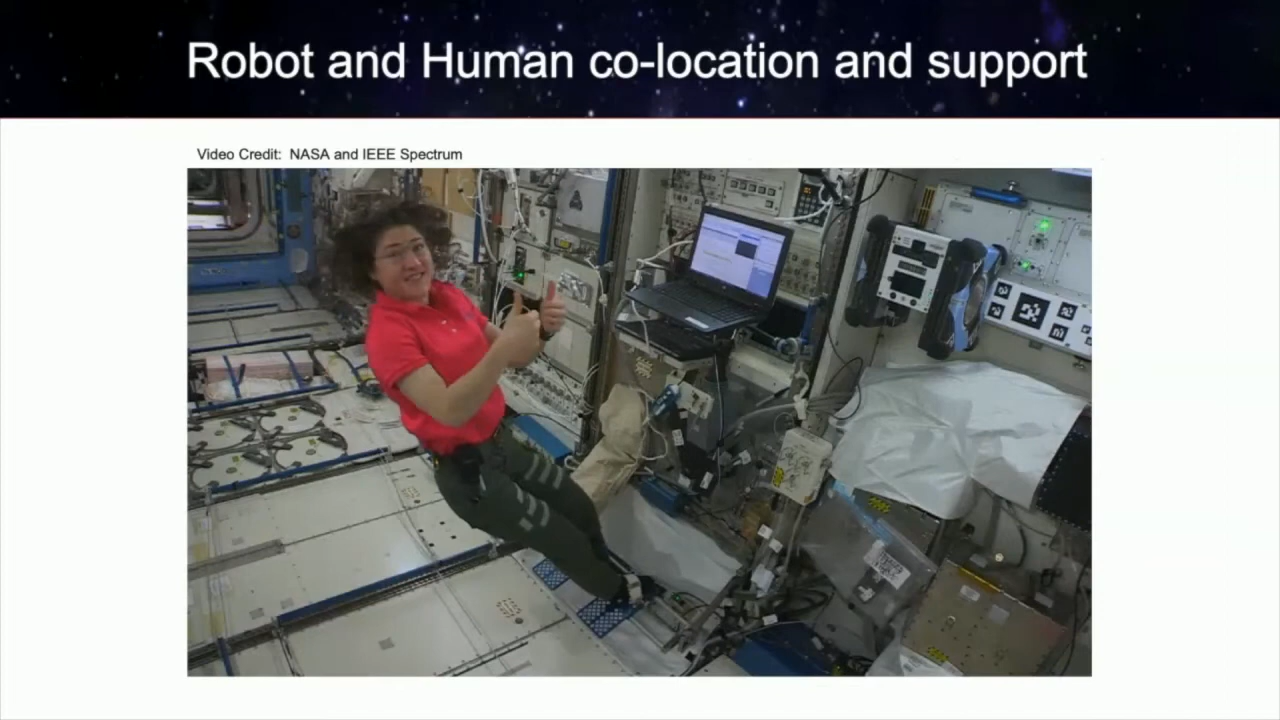 Robot and Human co-location and support
Video Credit: NASA and IEEE Spectrum